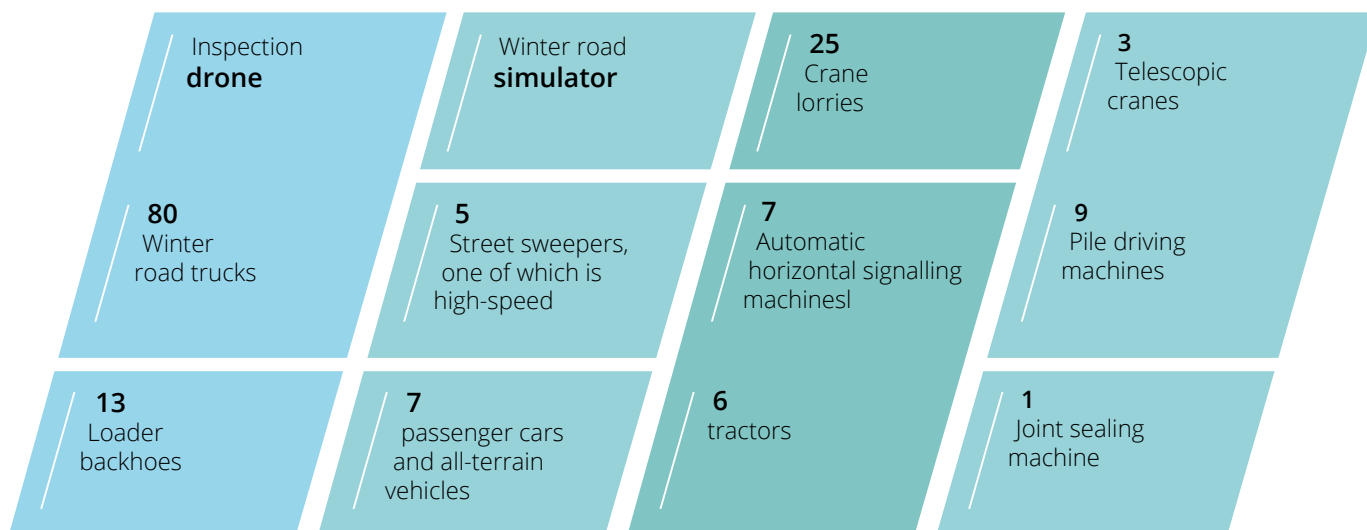 Inspection
drone
Winter road
simulator
25
Crane
lorries
3
Telescopic
cranes
80
Winter
road trucks
5
Street sweepers,
one of which is
high-speed
7
Automatic
horizontal signalling
machinesl
9
Pile driving
machines
13
Loader
backhoes
7
passenger cars
and all-terrain
vehicles
6
tractors
1
Joint sealing
machine